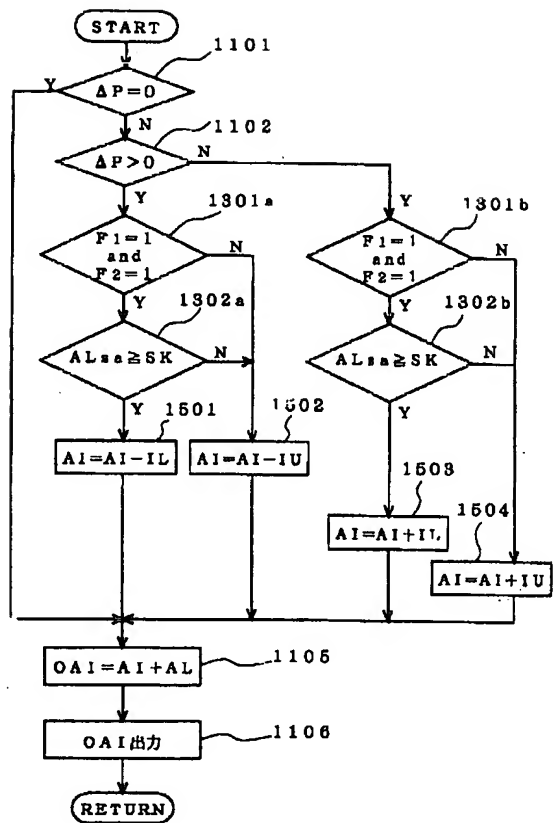 START
1101
Y
ΔP=0
N
1102
ΔP>0
N
Y
Y
1301a
1301b
F1=1
and
F2=1
N
F1=1
and
F2=1
N
Y
1302a
Y
1302b
ALsa≧SK
N
ALsa≧SK
N
Y
1501
1502
Y
AI=AI-IL
AI=AI-IU
1503
AI=AI+IL
1504
AI=AI+IU
OAI=AI+AL
1105
OAI出力
1106
RETURN